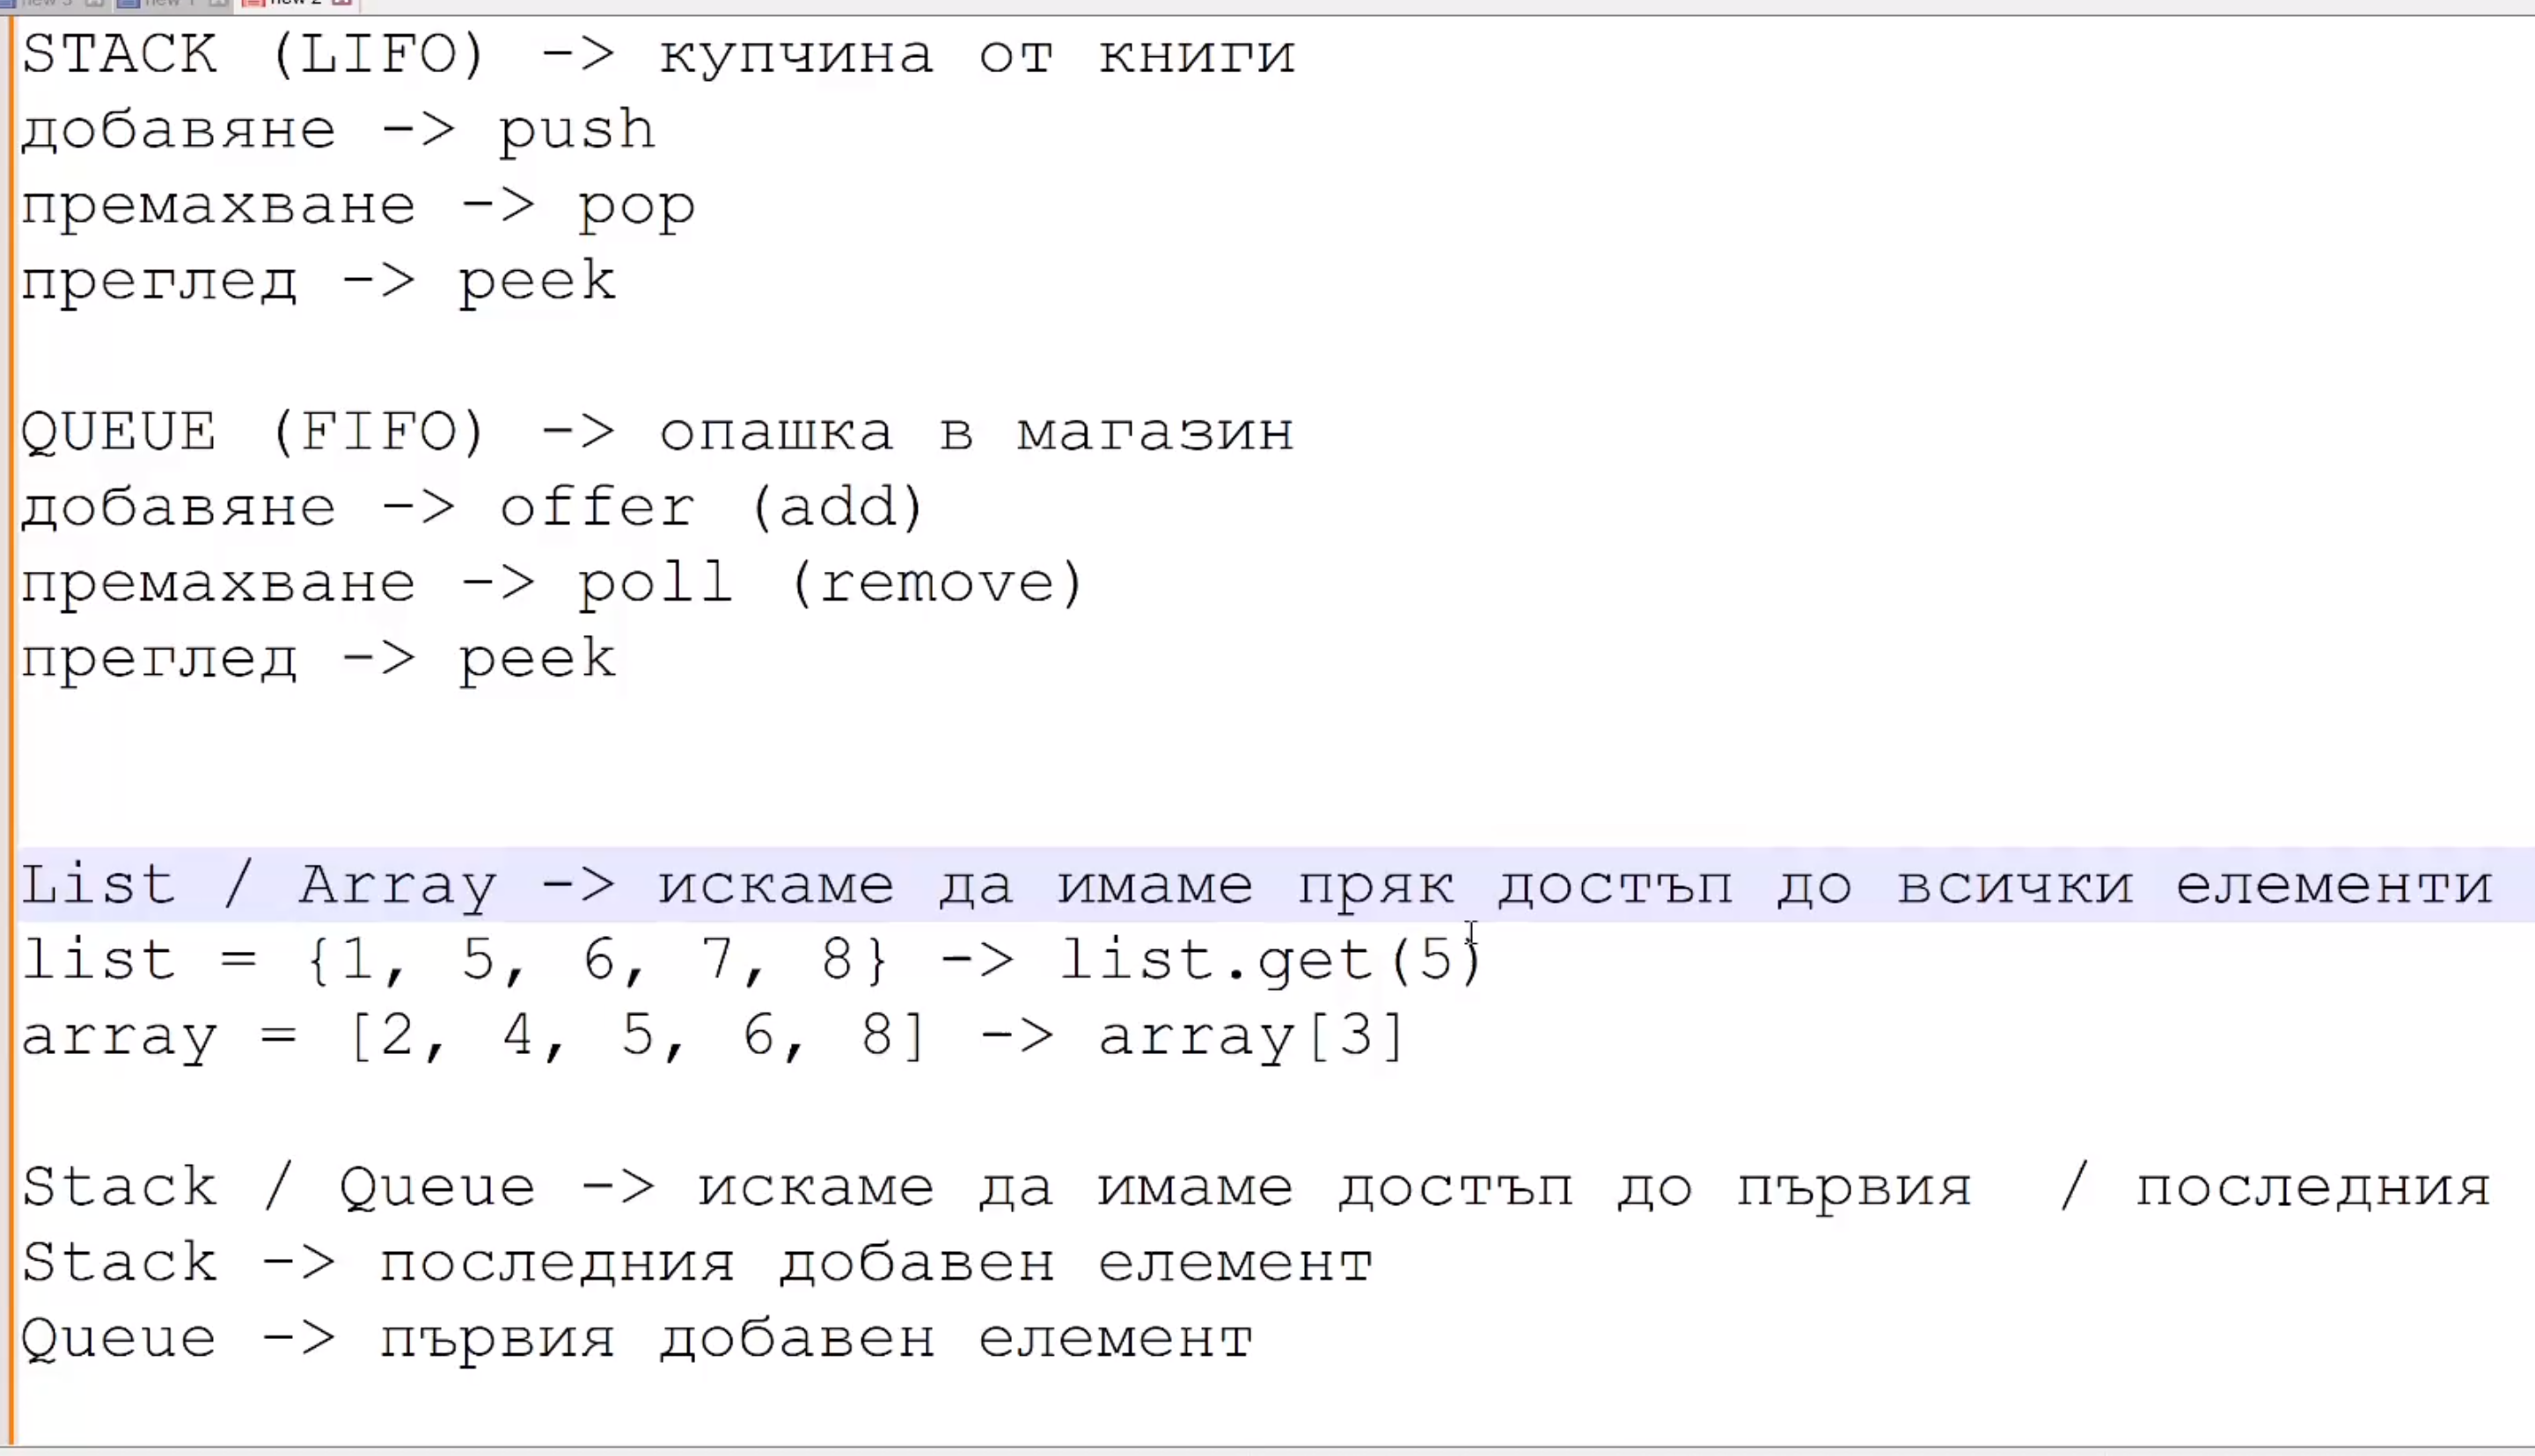 new 2
STACK (LIFO) -> купчина от книги
добавяне -> push
премахване -> pop
преглед -> peek
QUEUE (FIFO) -> опашка в магазин
добавяне -> offer (add)
премахване -> poll (remove)
преглед -> peek
List / Array -> искаме да имаме пряк достъп до всички елементи
list = {1, 5, 6, 7, 8} -> list.get(5)
array = [2, 4, 5, 6, 8] -> array[3]
Stack / Queue -> искаме да имаме достъп до първия  / последния
Stack -> последния добавен елемент
Queue -> първия добавен елемент